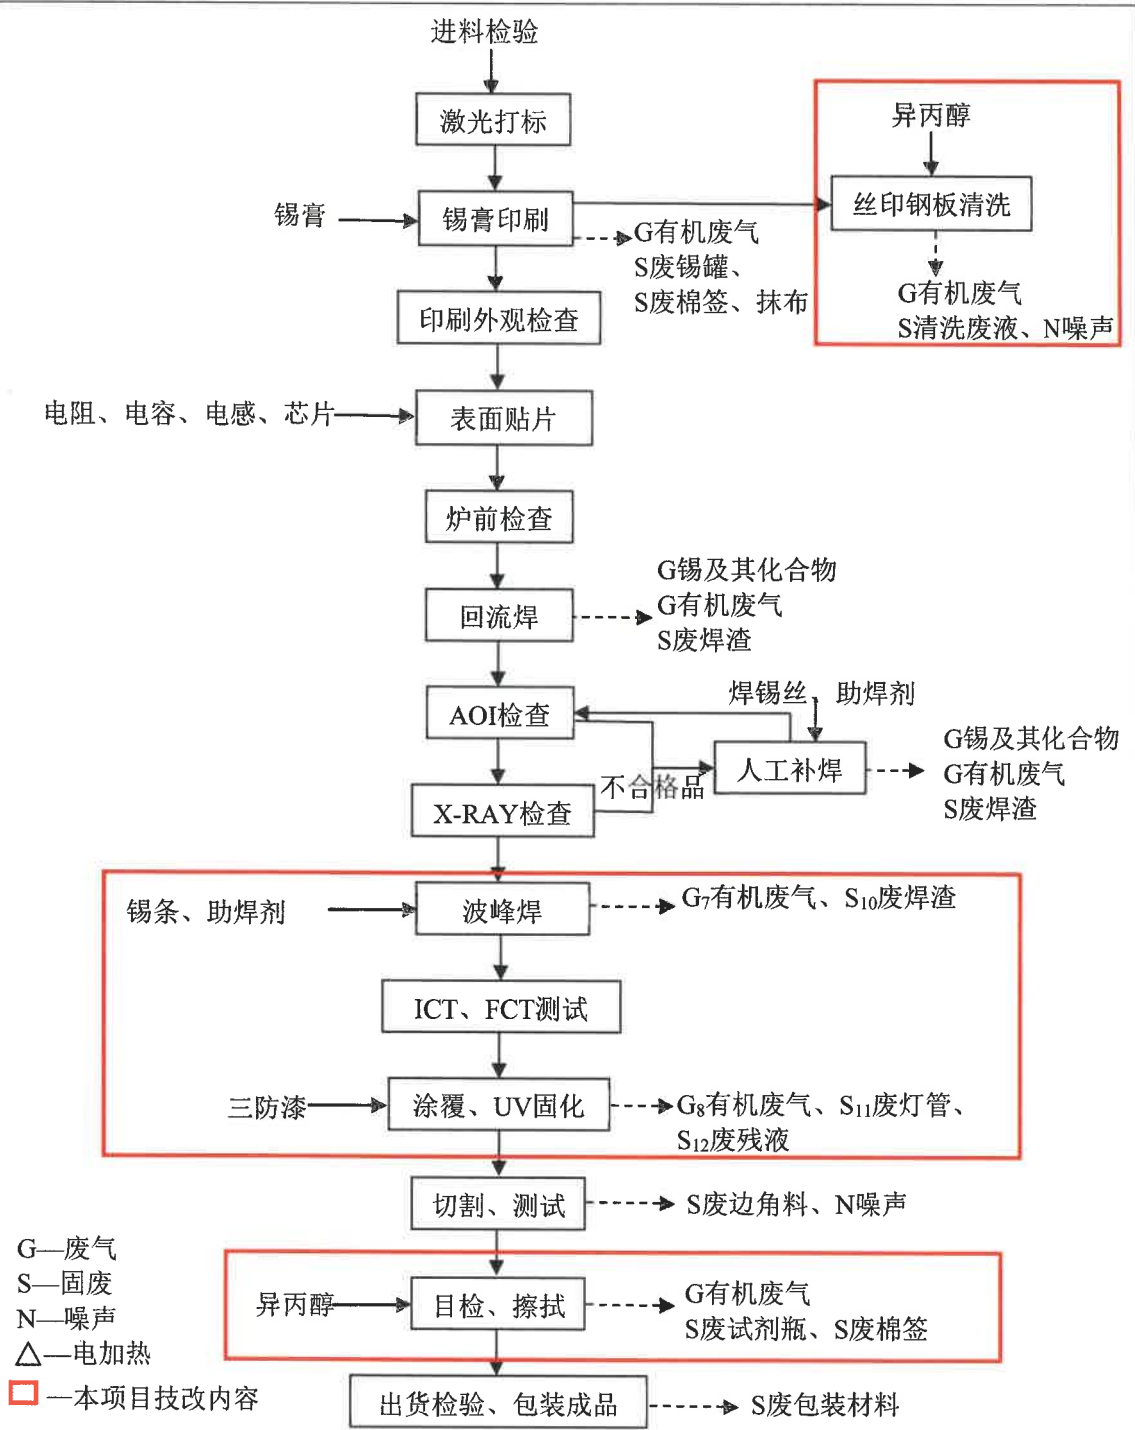 进料检验
激光打标
异丙醇
锡膏
锡膏印刷
丝印钢板清洗
G有机废气
S废锡罐、
S废棉签、抹布
G有机废气
S清洗废液、N噪声
印刷外观检查
电阻、电容、电感、芯片
表面贴片
炉前检查
回流焊
G锡及其化合物
G有机废气
S废焊渣
焊锡丝、助焊剂
AOI检查
人工补焊
G锡及其化合物
G有机废气
S废焊渣
不合格品
X-RAY检查
锡条、助焊剂
波峰焊
G₇有机废气、S₁₀废焊渣
ICT、FCT测试
三防漆
涂覆、UV固化
G₈有机废气、S₁₁废灯管、
S₁₂废残液
切割、测试
S废边角料、N噪声
异丙醇
目检、擦拭
G有机废气
S废试剂瓶、S废棉签
出货检验、包装成品
S废包装材料
G—废气
S—固废
N—噪声
△—电加热
—本项目技改内容